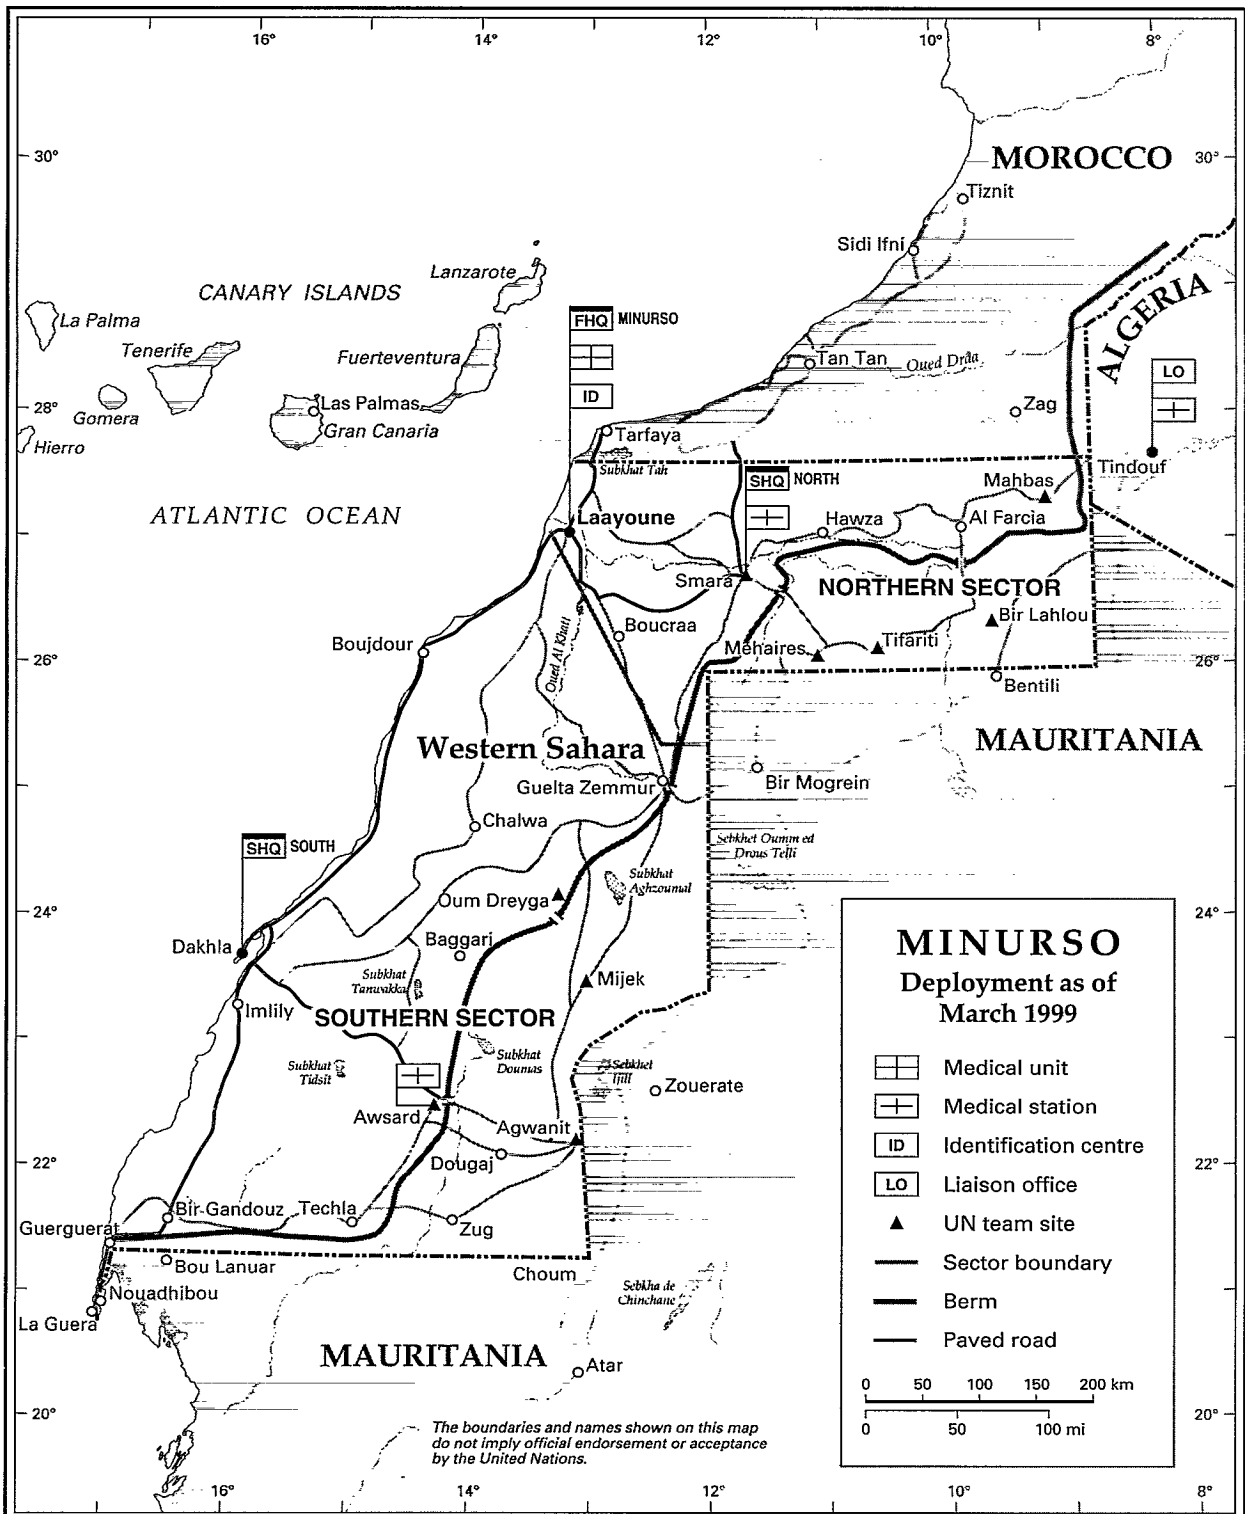 16°
14°
12°
10°
8°
30°
MOROCCO
30°
Tiznit
Sidi Ifni
Lanzarote
CANARY ISLANDS
La Palma
Tenerife
Fuerteventura
Las Palmas
28°
Gomera
Gran Canaria
Hierro
ALGERIA
FHQ MINURSO
ID
Tan Tan
Oued Drâa
LO
Zag
Tarfaya
Subkhat Tah
Tindouf
SHQ NORTH
Mahbas
ATLANTIC OCEAN
Laayoune
Hawza
Al Farcia
Smara
NORTHERN SECTOR
Boucraa
Bir Lahlou
Oued Al Khatt
Boujdour
Mehaires
Tifariti
26°
26°
Bentili
Western Sahara
MAURITANIA
Guelta Zemmur
Bir Mogrein
Chalwa
SHQ SOUTH
Sebkhet Oumm ed
Drous Telli
Subkhat
Aghzoumal
Oum Dreyga
24°
24°
Dakhla
Baggari
Subkhat
Tanwakka
Mijek
Imlily
SOUTHERN SECTOR
Subkhat
Tidsit
Subkhat
Doumas
Sebkhet
Ijill
Zouerate
Awsard
Agwanit
Dougaj
22°
22°
Bir-Gandouz
Techla
Zug
Guerguerat
Bou Lanuar
Choum
Nouadhibou
La Guera
Sebkha de
Chinchane
MAURITANIA
Atar
20°
20°
The boundaries and names shown on this map
do not imply official endorsement or acceptance
by the United Nations.
MINURSO
Deployment as of
March 1999
Medical unit
Medical station
ID Identification centre
LO Liaison office
UN team site
Sector boundary
Berm
Paved road
0 50 100 150 200 km
0 50 100 mi
16°
14°
12°
12°
10°
8°